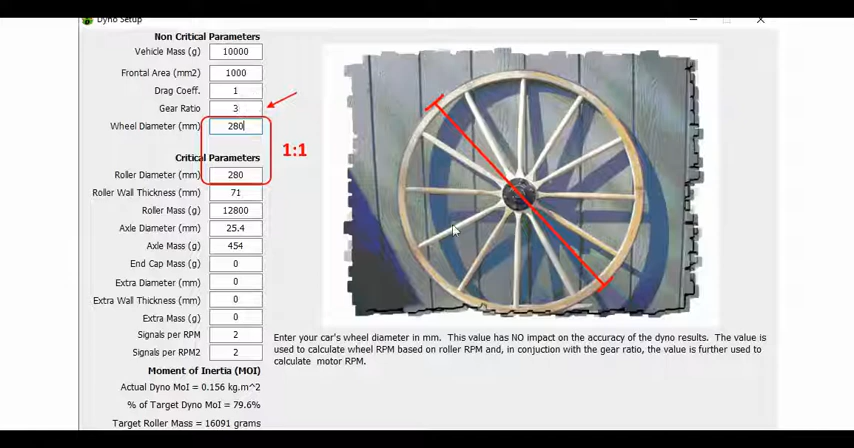 Dyno Setup
Non Critical Parameters
Vehicle Mass (g) 10000
Frontal Area (mm2) 1000
Drag Coeff. 1
Gear Ratio 3
Wheel Diameter (mm) 280
1:1
Critical Parameters
Roller Diameter (mm) 280
Roller Wall Thickness (mm) 71
Roller Mass (g) 12800
Axle Diameter (mm) 25.4
Axle Mass (g) 454
End Cap Mass (g) 0
Extra Diameter (mm) 0
Extra Wall Thickness (mm) 0
Extra Mass (g) 0
Signals per RPM 2
Signals per RPM2 2
Enter your car's wheel diameter in mm. This value has NO impact on the accuracy of the dyno results. The value is
used to calculate wheel RPM based on roller RPM and, in conjuction with the gear ratio, the value is further used to
calculate motor RPM.
Moment of Inertia (MOI)
Actual Dyno MoI = 0.156 kg.m^2
% of Target Dyno MoI = 79.6%
Target Roller Mass = 16091 grams